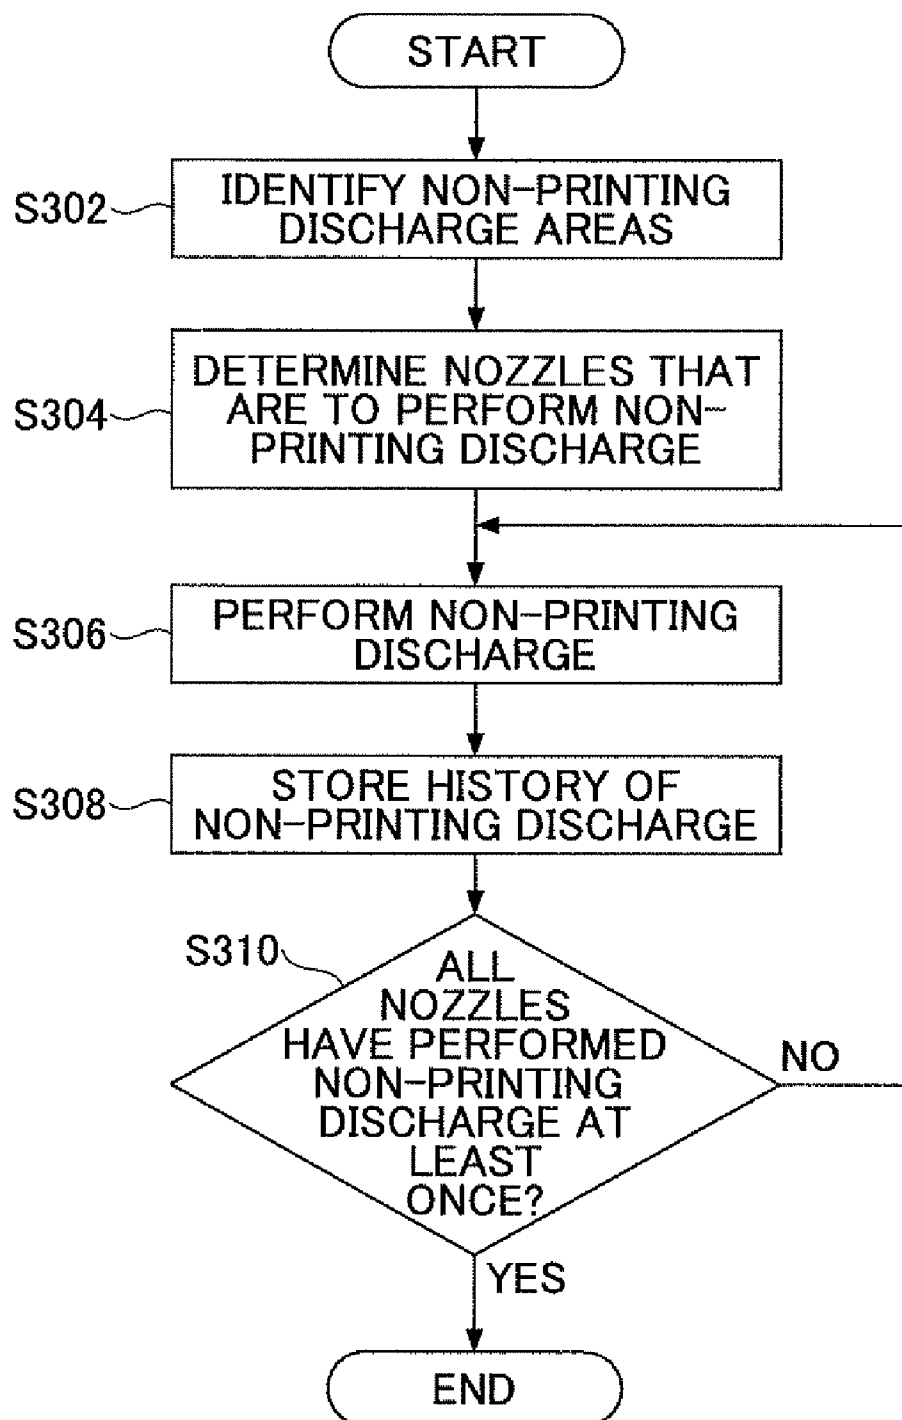 START
S302
IDENTIFY NON-PRINTING
DISCHARGE AREAS
S304
DETERMINE NOZZLES THAT
ARE TO PERFORM NON-
PRINTING DISCHARGE
S306
PERFORM NON-PRINTING
DISCHARGE
S308
STORE HISTORY OF
NON-PRINTING DISCHARGE
S310
ALL
NOZZLES
HAVE PERFORMED
NON-PRINTING
DISCHARGE AT
LEAST
ONCE?
NO
YES
END